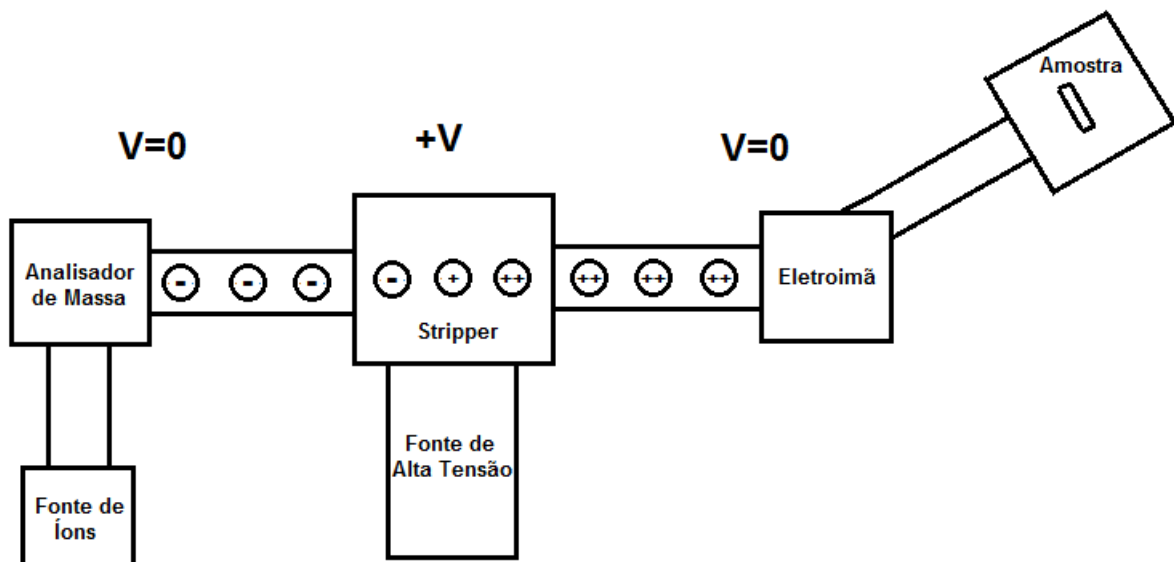 Amostra
V=0
+V
V=0
Analisador
de Massa
- - - - + ++ ++ ++ ++
Eletroimã
Stripper
Fonte de
Alta Tensão
Fonte de
Íons